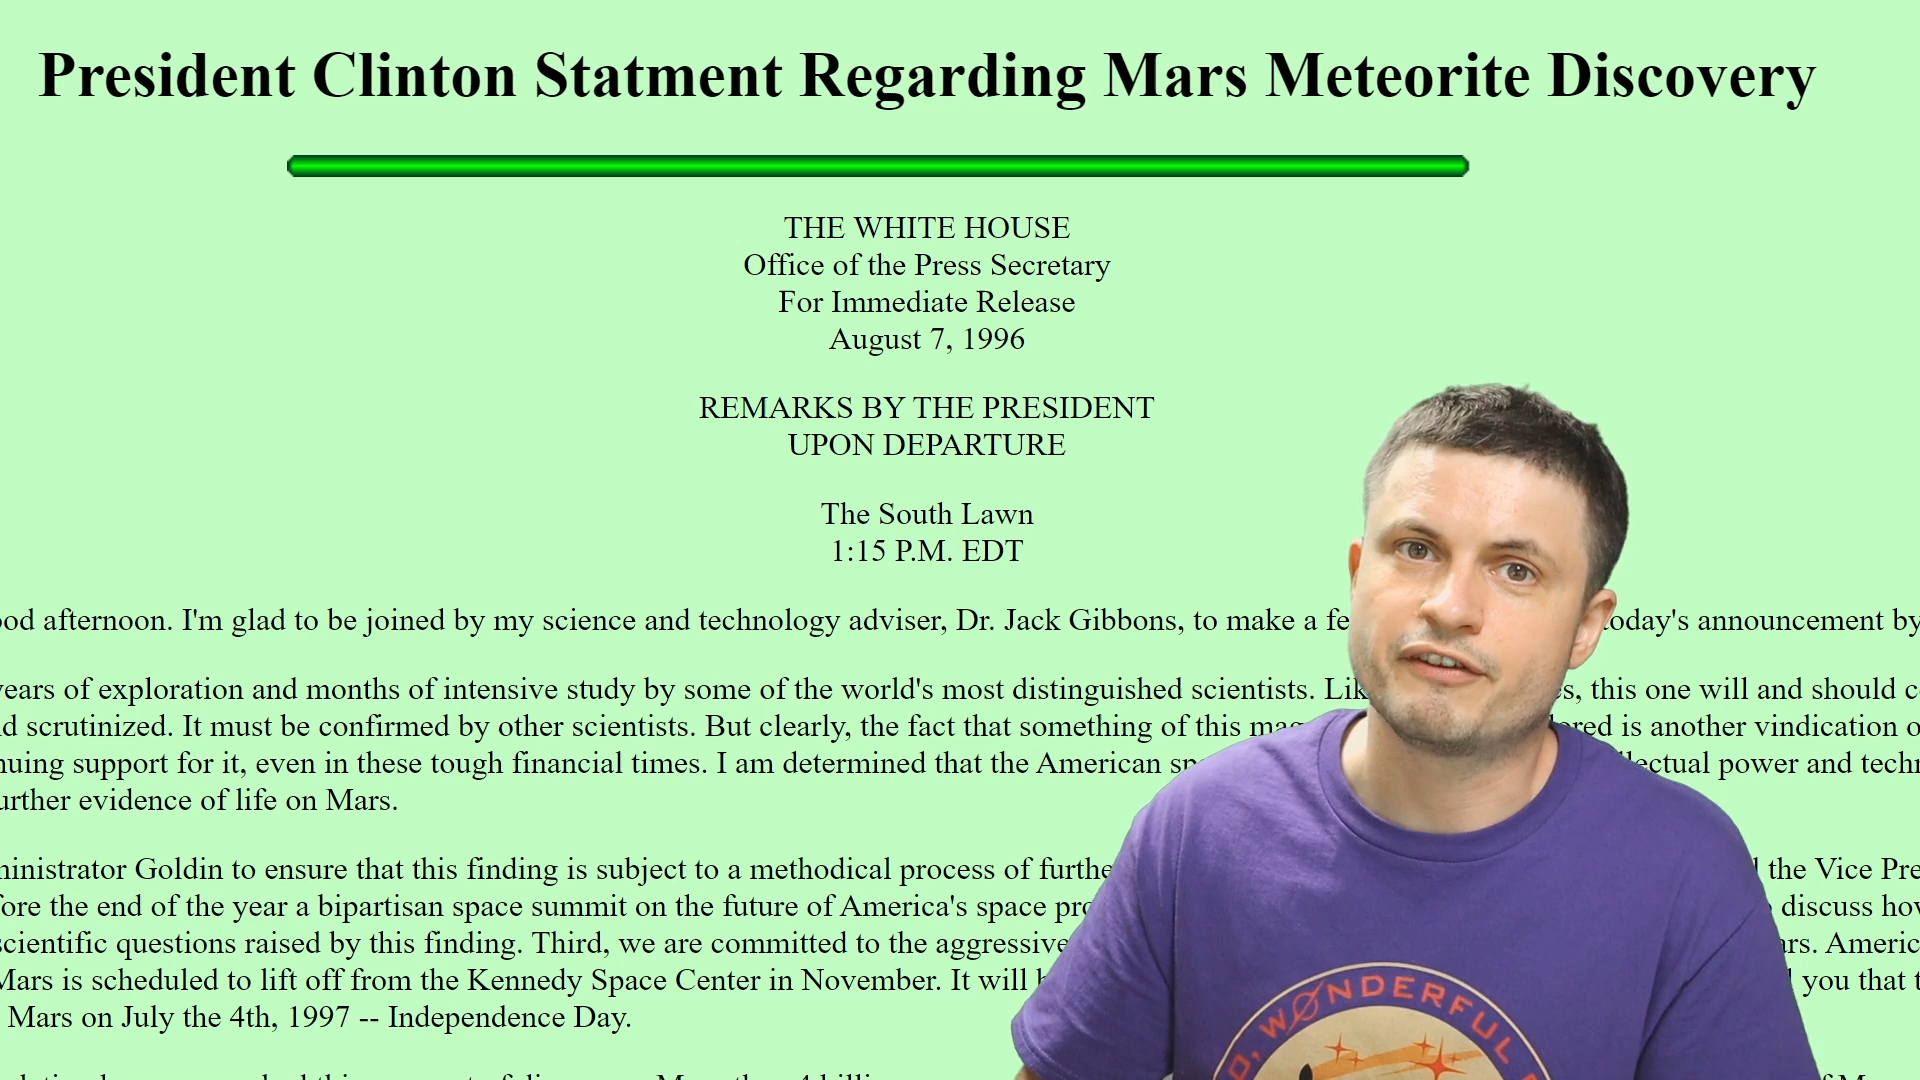 President Clinton Statment Regarding Mars Meteorite Discovery
THE WHITE HOUSE
Office of the Press Secretary
For Immediate Release
August 7, 1996
REMARKS BY THE PRESIDENT
UPON DEPARTURE
The South Lawn
1:15 P.M. EDT
ood afternoon. I'm glad to be joined by my science and technology adviser, Dr. Jack Gibbons, to make a fe today's announcement by
years of exploration and months of intensive study by some of the world's most distinguished scientists. Lik es, this one will and should c
d scrutinized. It must be confirmed by other scientists. But clearly, the fact that something of this mag ored is another vindication o
nuing support for it, even in these tough financial times. I am determined that the American sp llectual power and techn
urther evidence of life on Mars.
ministrator Goldin to ensure that this finding is subject to a methodical process of furthe the Vice Pre
fore the end of the year a bipartisan space summit on the future of America's space pro discuss how
scientific questions raised by this finding. Third, we are committed to the aggressive ars. Americ
Mars is scheduled to lift off from the Kennedy Space Center in November. It will b you that t
Mars on July the 4th, 1997 -- Independence Day.
WONDERFUL